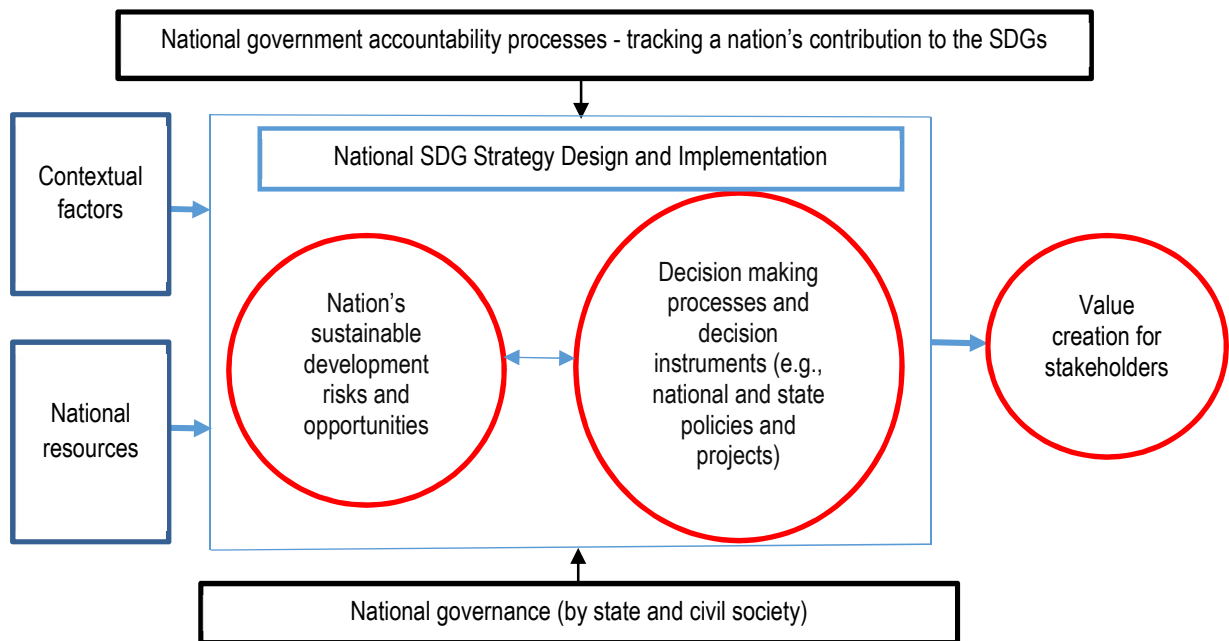 National government accountability processes - tracking a nation’s contribution to the SDGs
Contextual
factors
National SDG Strategy Design and Implementation
Nation’s
sustainable
development
risks and
opportunities
Decision making
processes and
decision
instruments (e.g.,
national and state
policies and
projects)
Value
creation for
stakeholders
National
resources
National governance (by state and civil society)